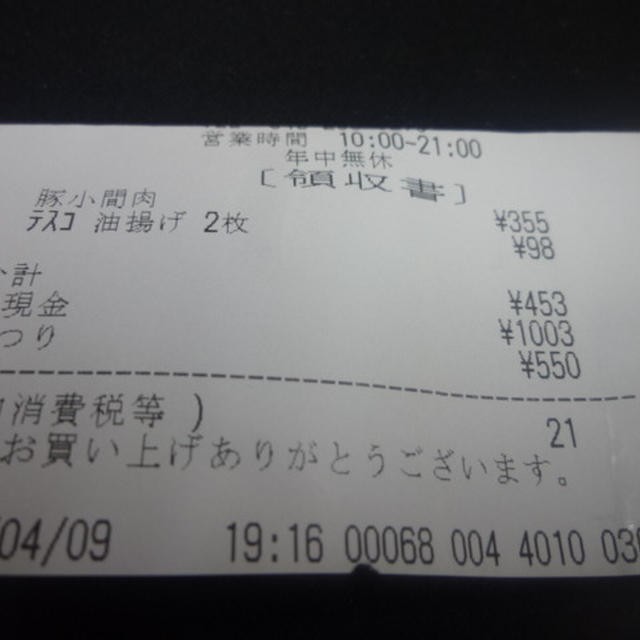 営業時間 10:00~21:00
年中無休
[領収書]
豚小間肉 ¥355
ﾃｽｺ 油揚げ 2枚 ¥98
合計 ¥453
現金 ¥1003
つり ¥550
消費税等 ) 21
お買い上げありがとうございます。
/04/09 19:16 00068 004 4010 030